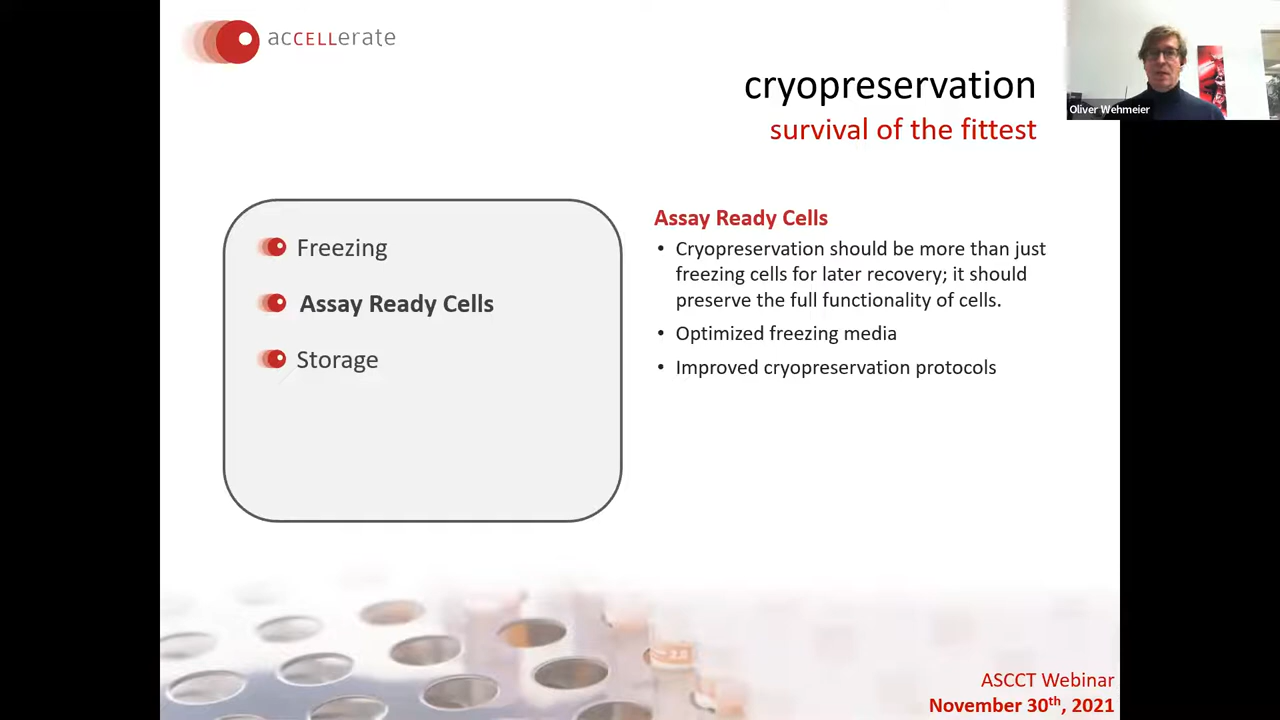 acCELLerate
cryopreservation
survival of the fittest
Oliver Wehmeier
Freezing
Assay Ready Cells
Storage
Assay Ready Cells
• Cryopreservation should be more than just
freezing cells for later recovery; it should
preserve the full functionality of cells.
• Optimized freezing media
• Improved cryopreservation protocols
2.0
ASCCT Webinar
November 30th, 2021